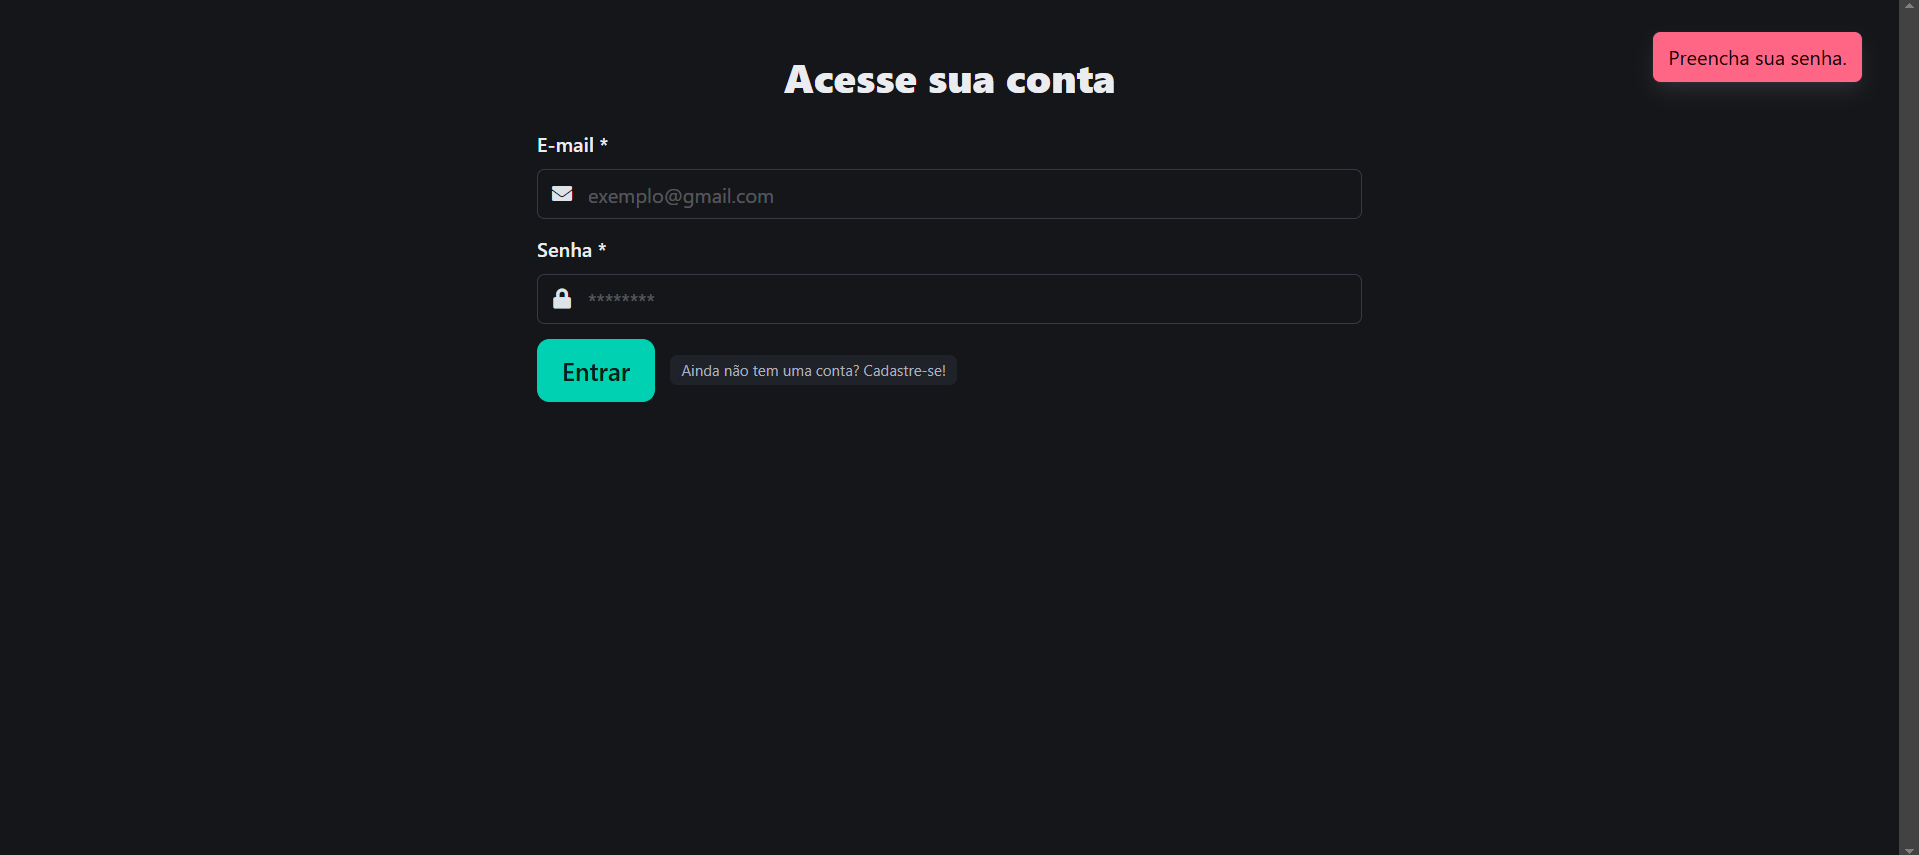 Preencha sua senha.
Acesse sua conta
E-mail *
exemplo@gmail.com
Senha *
********
Entrar
Ainda não tem uma conta? Cadastre-se!